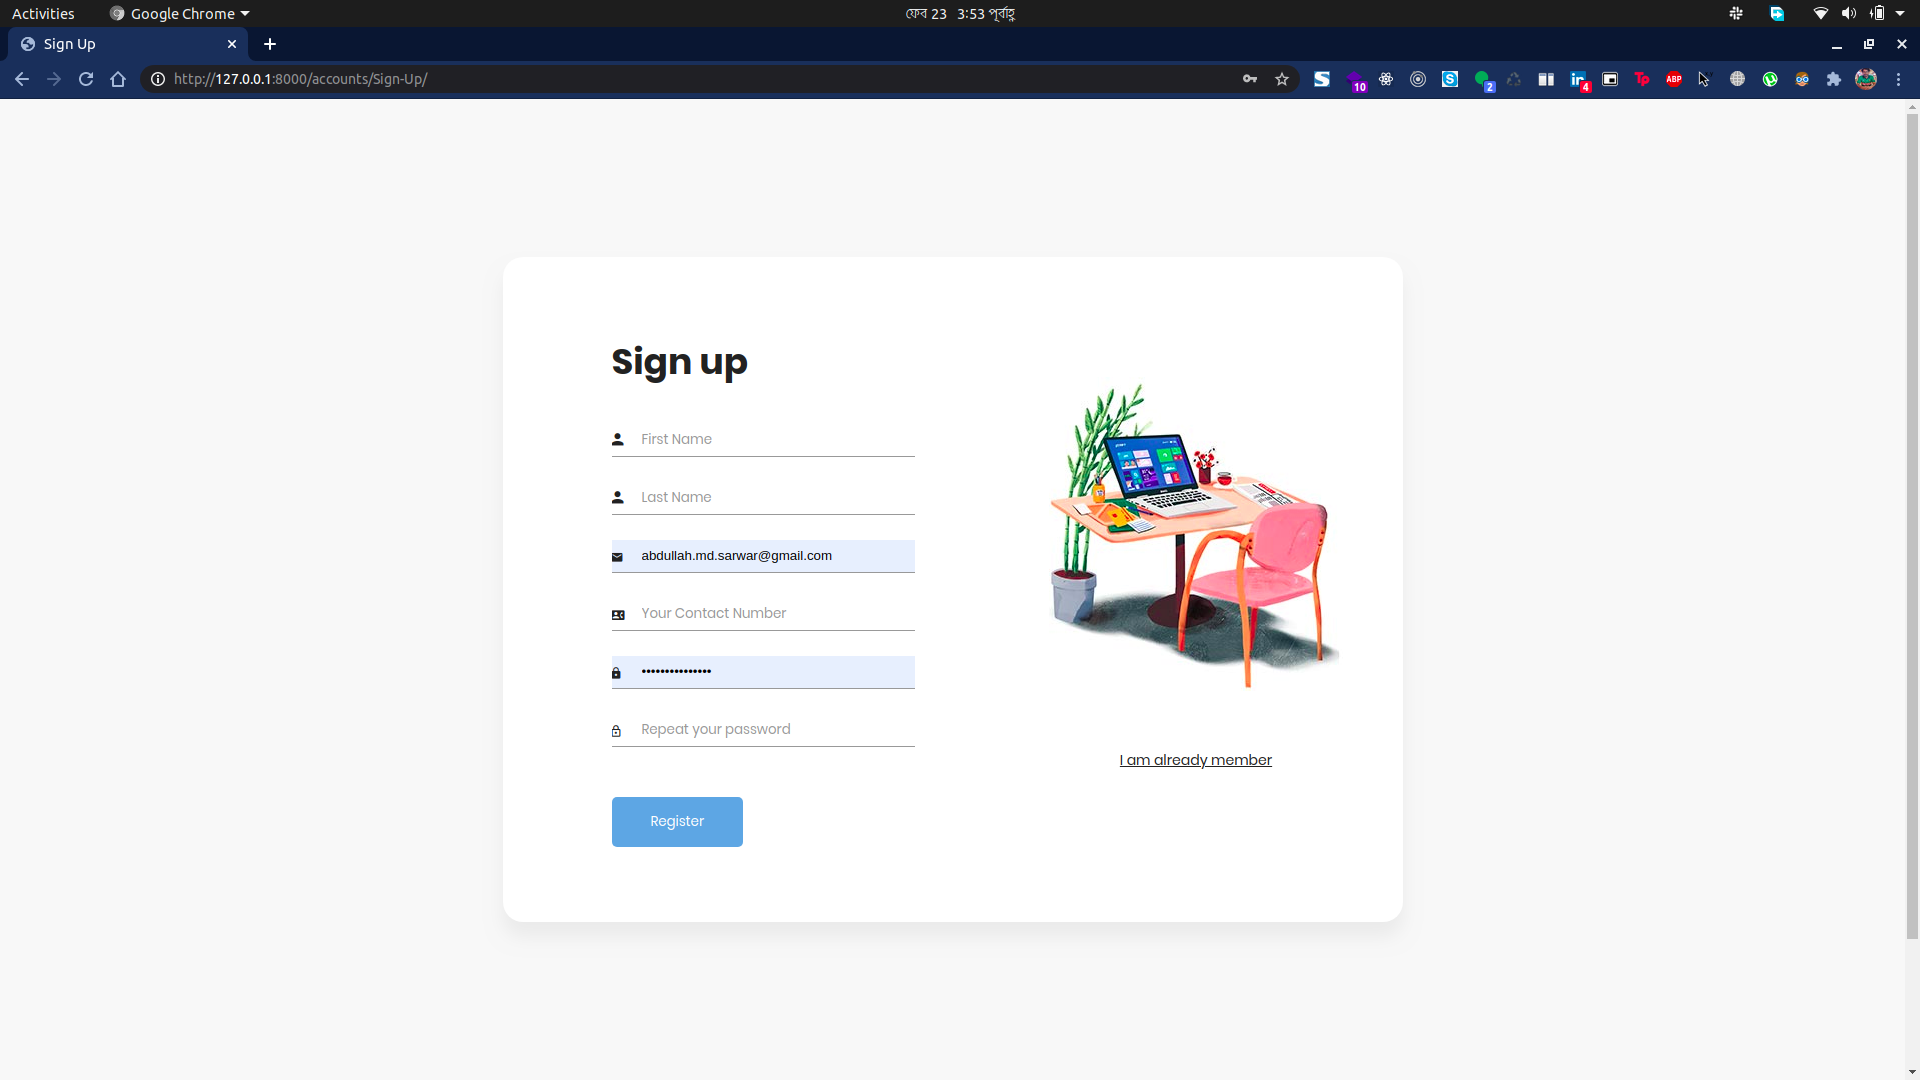 Activities
Google Chrome
ফেব 23 3:53 পূর্বাহ্ণ
Sign Up
http://127.0.0.1:8000/accounts/Sign-Up/
10
2
4
Tp
ABP
Sign up
First Name
Last Name
abdullah.md.sarwar@gmail.com
Your Contact Number
•••••••••••••••
Repeat your password
I am already member
Register